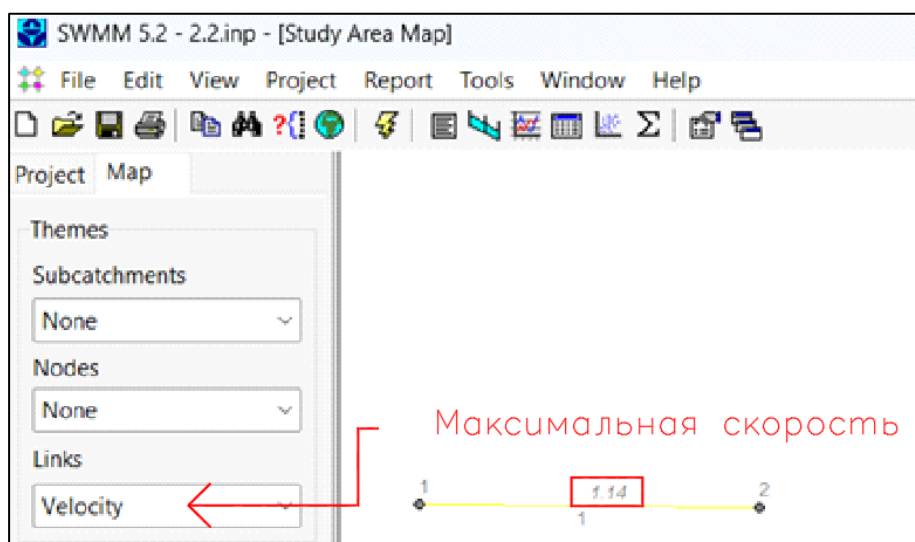 SWMM 5.2 - 2.2.inp - [Study Area Map]
File Edit View Project Report Tools Window Help
Project Map
Themes
Subcatchments
None
Nodes
None
Links
Velocity
Максимальная скорость
1 1.14 2
1